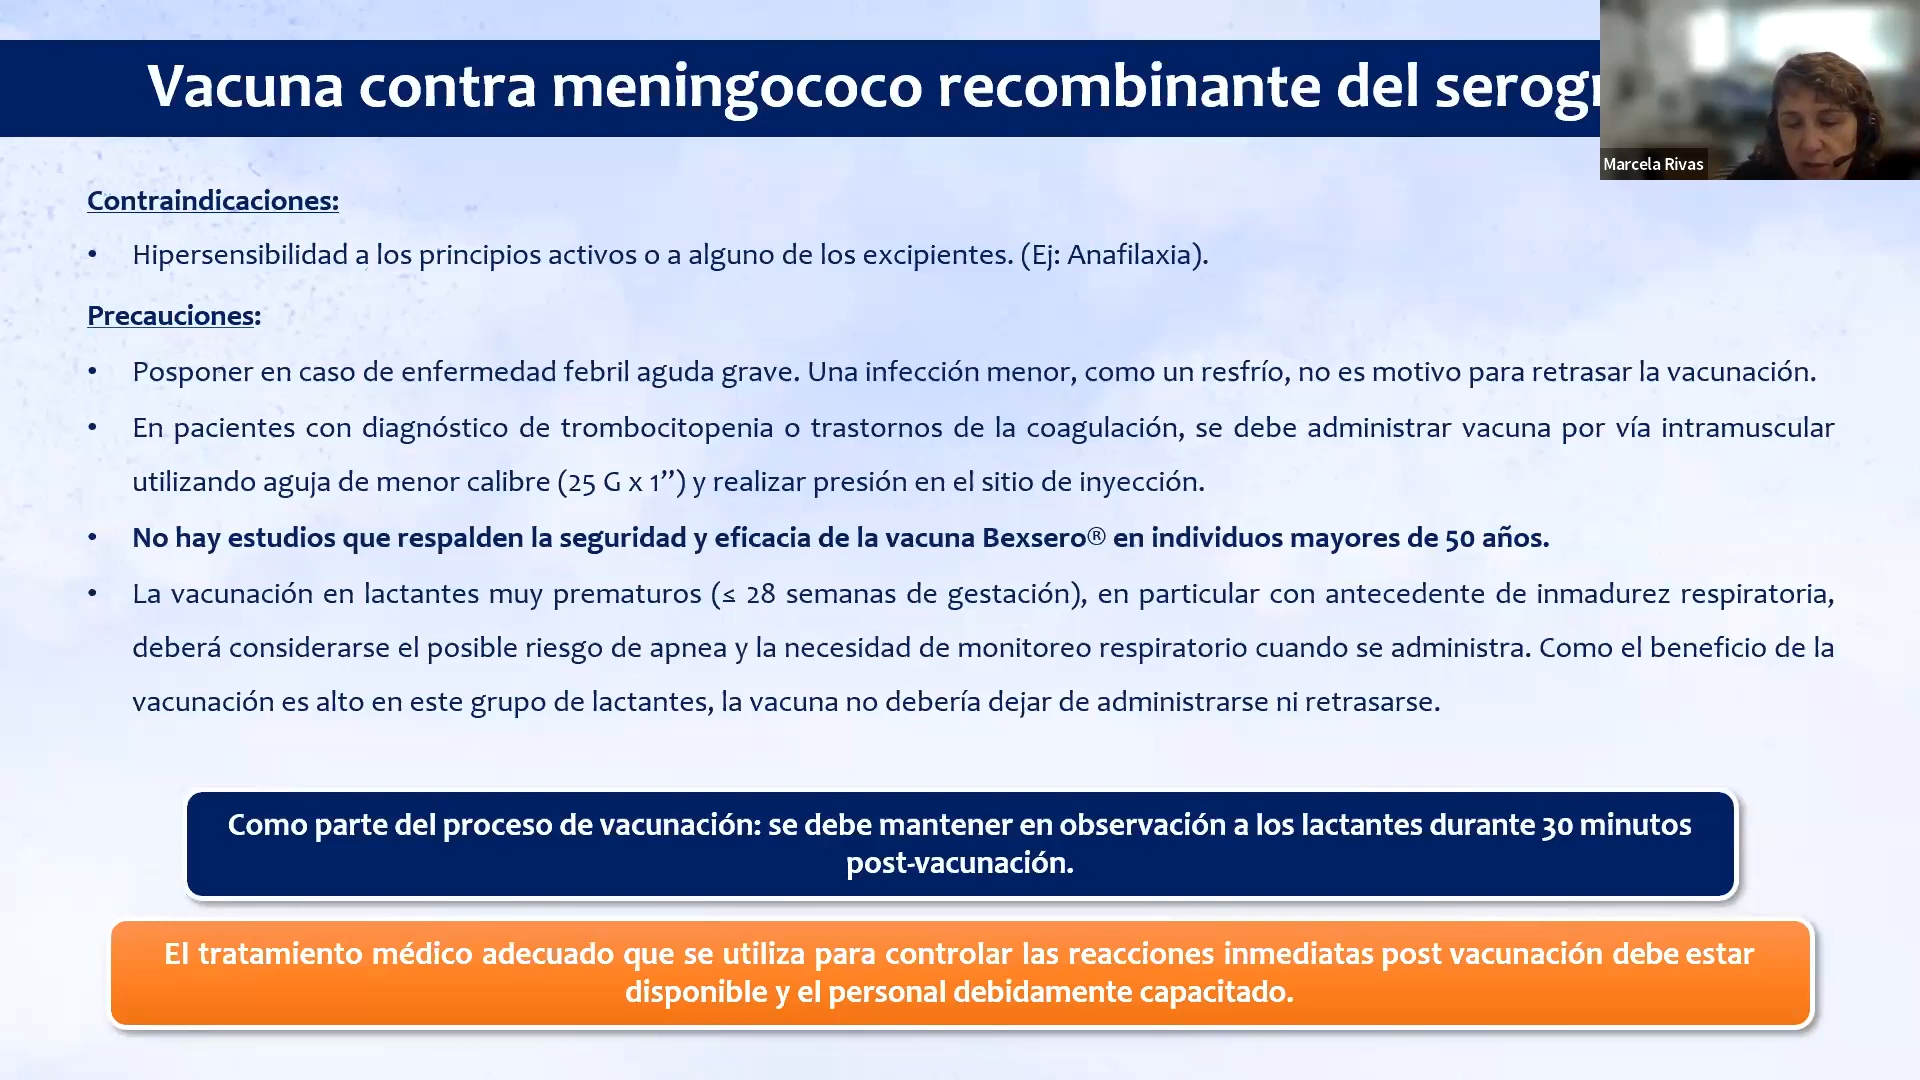 Vacuna contra meningococo recombinante del serogr
Marcela Rivas
Contraindicaciones:
• Hipersensibilidad a los principios activos o a alguno de los excipientes. (Ej: Anafilaxia).
Precauciones:
• Posponer en caso de enfermedad febril aguda grave. Una infección menor, como un resfrío, no es motivo para retrasar la vacunación.
• En pacientes con diagnóstico de trombocitopenia o trastornos de la coagulación, se debe administrar vacuna por vía intramuscular
utilizando aguja de menor calibre (25 G x 1”) y realizar presión en el sitio de inyección.
• No hay estudios que respalden la seguridad y eficacia de la vacuna Bexsero® en individuos mayores de 50 años.
• La vacunación en lactantes muy prematuros (≤ 28 semanas de gestación), en particular con antecedente de inmadurez respiratoria,
deberá considerarse el posible riesgo de apnea y la necesidad de monitoreo respiratorio cuando se administra. Como el beneficio de la
vacunación es alto en este grupo de lactantes, la vacuna no debería dejar de administrarse ni retrasarse.
Como parte del proceso de vacunación: se debe mantener en observación a los lactantes durante 30 minutos
post-vacunación.
El tratamiento médico adecuado que se utiliza para controlar las reacciones inmediatas post vacunación debe estar
disponible y el personal debidamente capacitado.